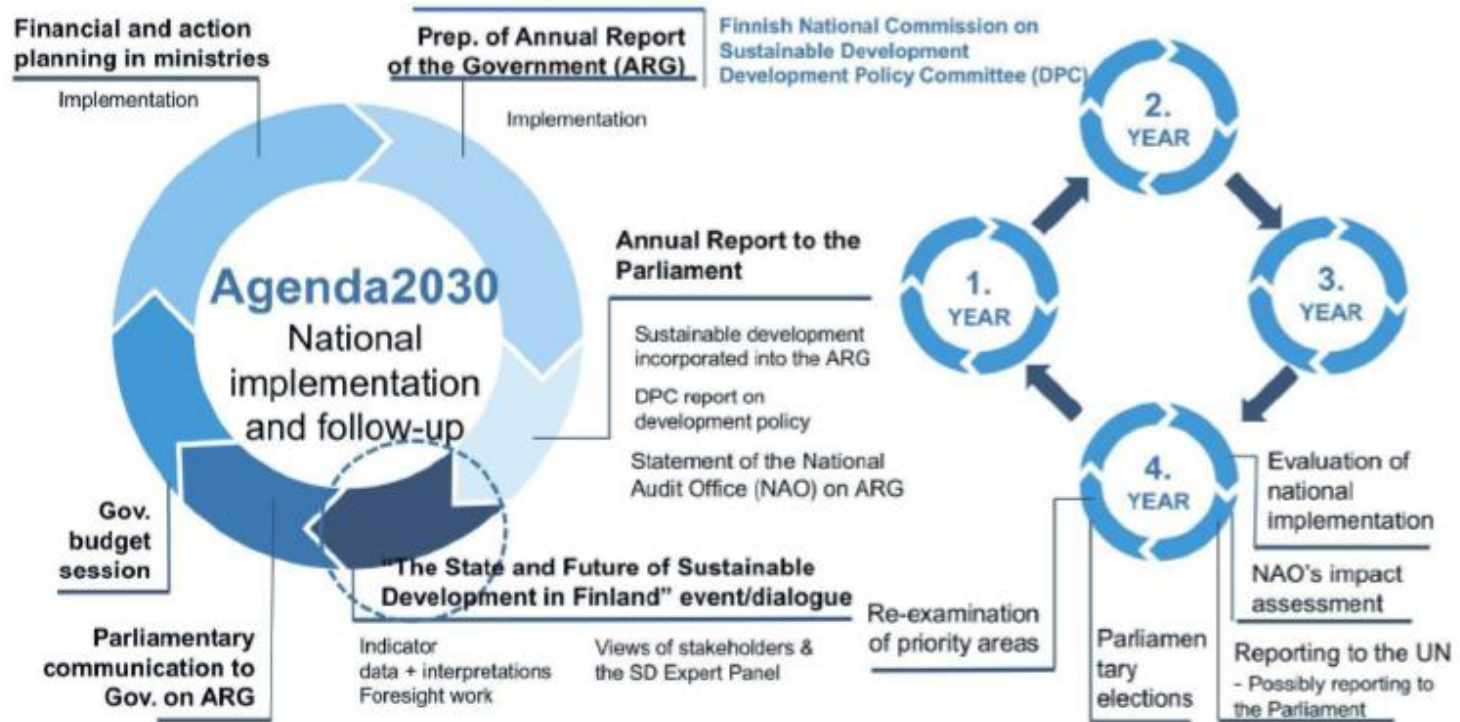 Financial and action
planning in ministries
Implementation
Prep. of Annual Report
of the Government (ARG)
Implementation
Finnish National Commission on
Sustainable Development
Development Policy Committee (DPC)
Agenda2030
National
implementation
and follow-up
Annual Report to the
Parliament
Sustainable development
incorporated into the ARG
DPC report on
development policy
Statement of the National
Audit Office (NAO) on ARG
"The State and Future of Sustainable
Development in Finland" event/dialogue
Indicator
data + interpretations
Foresight work
Views of stakeholders &
the SD Expert Panel
Parliamentary
communication to
Gov. on ARG
Gov.
budget
session
1.
YEAR
2.
YEAR
3.
YEAR
4.
YEAR
Evaluation of
national
implementation
NAO's impact
assessment
Reporting to the UN
- Possibly reporting to
the Parliament
Parliamen
tary
elections
Re-examination
of priority areas